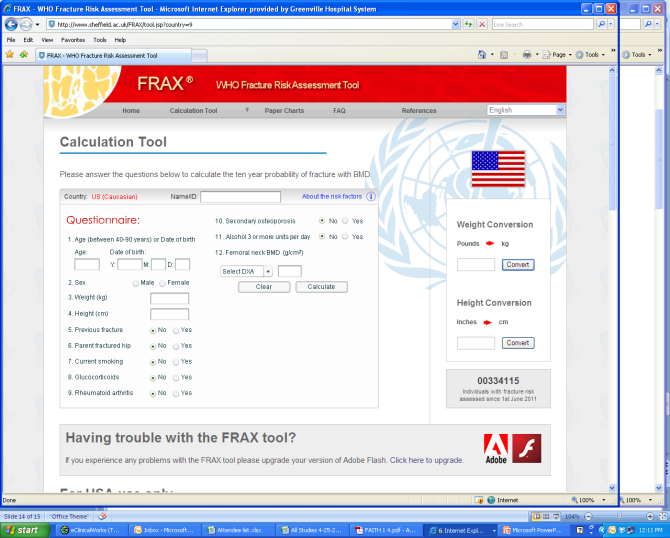 FRAX - WHO Fracture Risk Assessment Tool - Microsoft Internet Explorer provided by Greenville Hospital System
http://www.sheffield.ac.uk/FRAX/tool.jsp?country=9
Live Search
File Edit View Favorites Tools Help
FRAX - WHO Fracture Risk Assessment Tool
Page Tools Tools
FRAX ® WHO Fracture Risk Assessment Tool
Home Calculation Tool Paper Charts FAQ References English
Calculation Tool
Please answer the questions below to calculate the ten year probability of fracture with BMD.
Country: US (Caucasian) Name/ID: About the risk factors
Questionnaire:
1. Age (between 40-90 years) or Date of birth
Age: Date of birth:
Y: M: D:
2. Sex Male Female
3. Weight (kg)
4. Height (cm)
5. Previous fracture No Yes
6. Parent fractured hip No Yes
7. Current smoking No Yes
8. Glucocorticoids No Yes
9. Rheumatoid arthritis No Yes
10. Secondary osteoporosis No Yes
11. Alcohol 3 or more units per day No Yes
12. Femoral neck BMD (g/cm²)
Select DXA
Clear Calculate
Weight Conversion
Pounds kg
Convert
Height Conversion
Inches cm
Convert
00334115
Individuals with fracture risk
assessed since 1st June 2011
Having trouble with the FRAX tool?
If you experience any problems with the FRAX tool please upgrade your version of Adobe Flash. Click here to upgrade.
Adobe
For USA use only
Done Internet 100% 100%
Slide 14 of 15 "Office Theme" 104%
start eClinicalWorks (T... Inbox - Microsoft... Attendee list.xlsx All Studies 4-25-2... FAITH 1 4.pdf - A... 6 Internet Expl... Microsoft PowerP... 12:11 PM